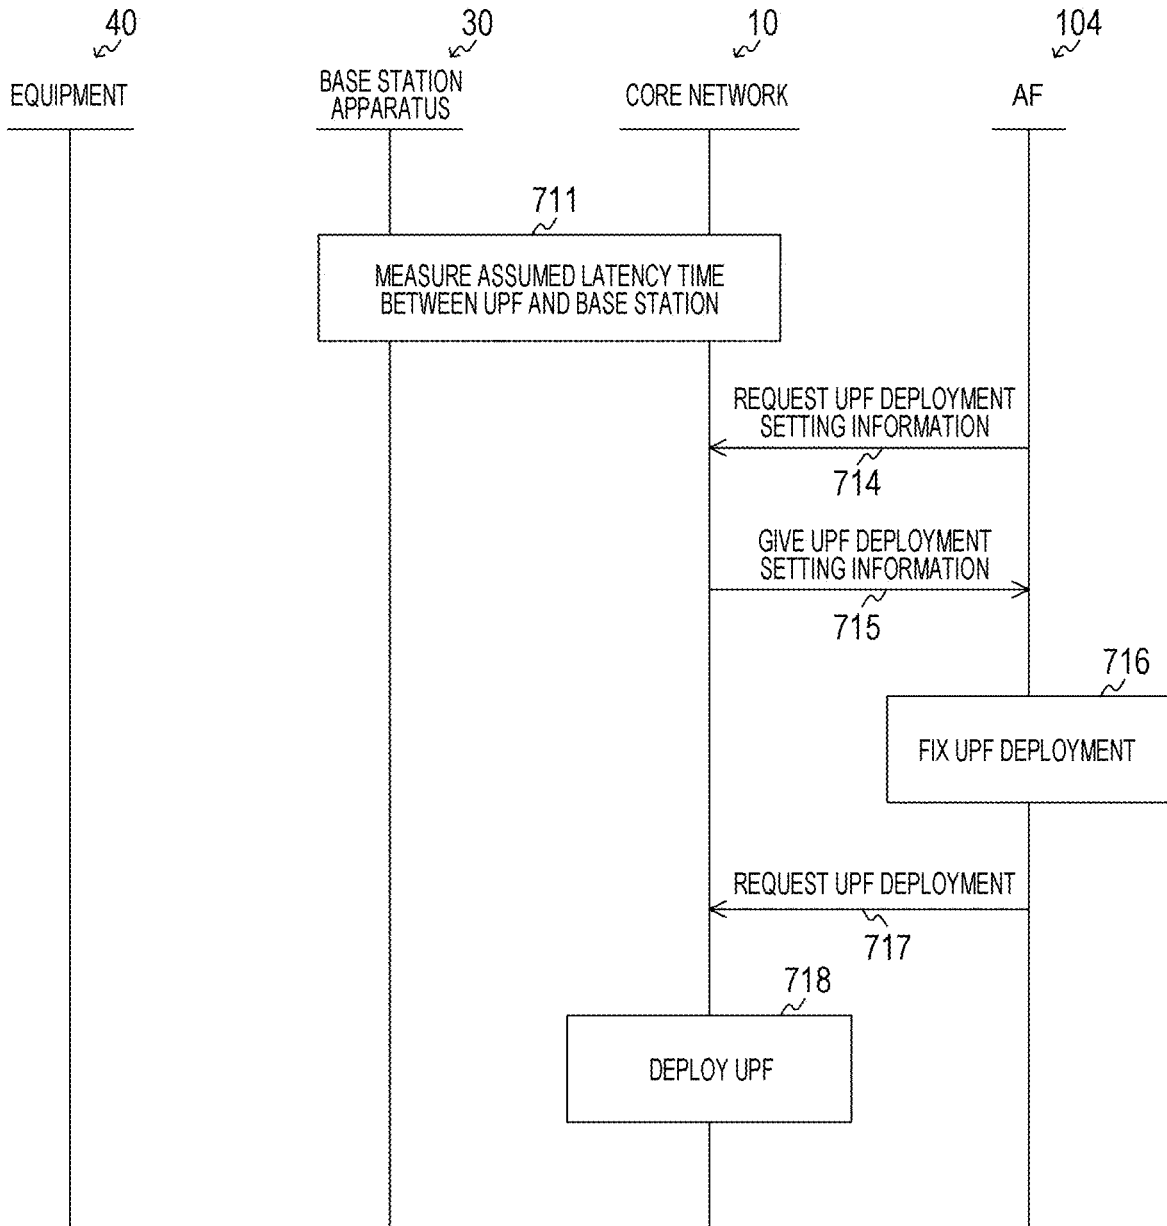 40
30
10
104
EQUIPMENT
BASE STATION
APPARATUS
CORE NETWORK
AF
711
MEASURE ASSUMED LATENCY TIME
BETWEEN UPF AND BASE STATION
REQUEST UPF DEPLOYMENT
SETTING INFORMATION
714
GIVE UPF DEPLOYMENT
SETTING INFORMATION
715
716
FIX UPF DEPLOYMENT
REQUEST UPF DEPLOYMENT
717
718
DEPLOY UPF